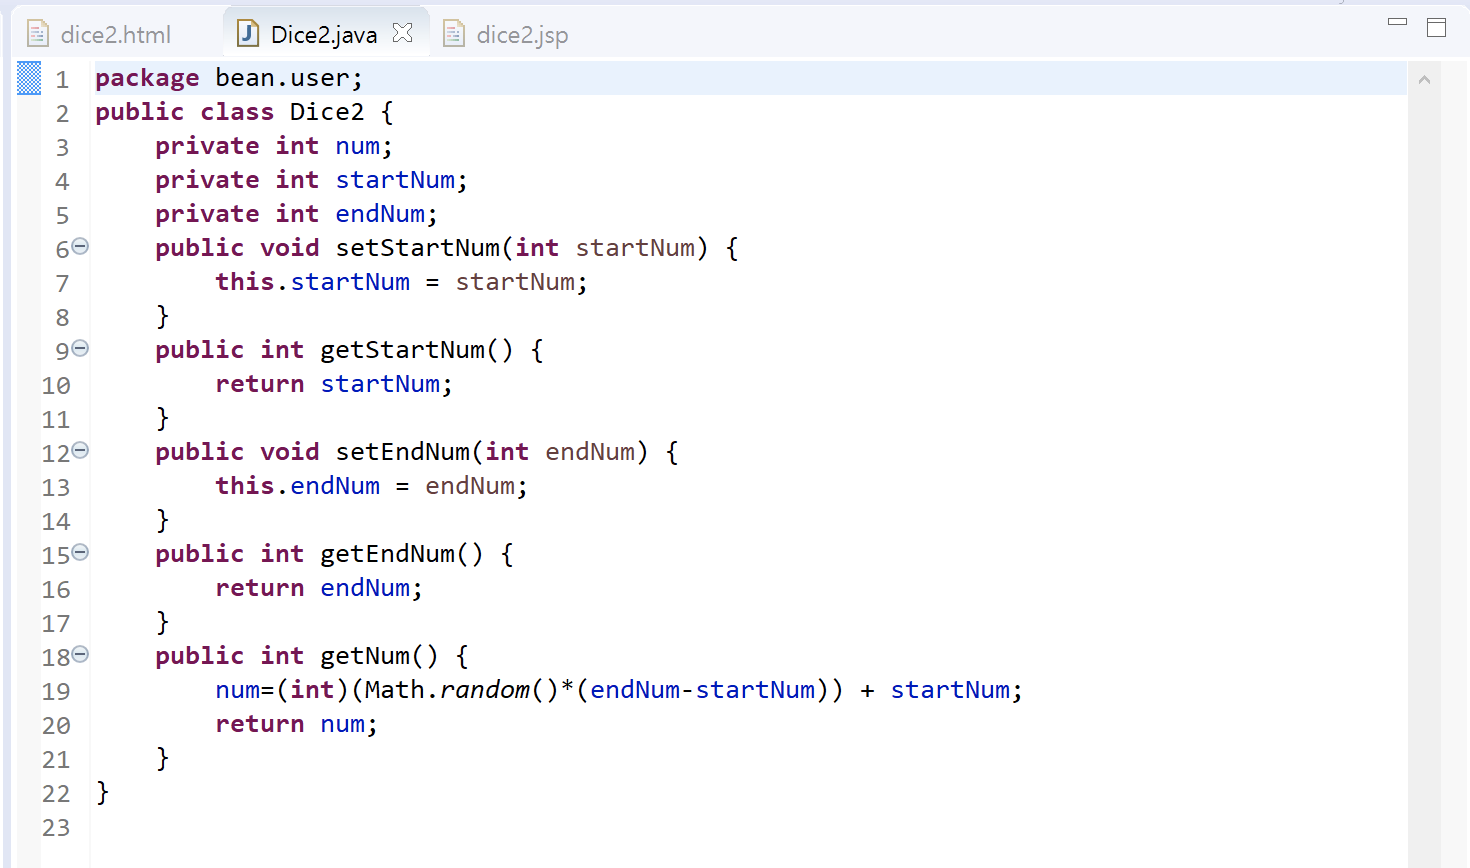 dice2.html Dice2.java dice2.jsp
1 package bean.user;
2 public class Dice2 {
3     private int num;
4     private int startNum;
5     private int endNum;
6     public void setStartNum(int startNum) {
7         this.startNum = startNum;
8     }
9     public int getStartNum() {
10         return startNum;
11     }
12     public void setEndNum(int endNum) {
13         this.endNum = endNum;
14     }
15     public int getEndNum() {
16         return endNum;
17     }
18     public int getNum() {
19         num=(int)(Math.random()*(endNum-startNum)) + startNum;
20         return num;
21     }
22 }
23